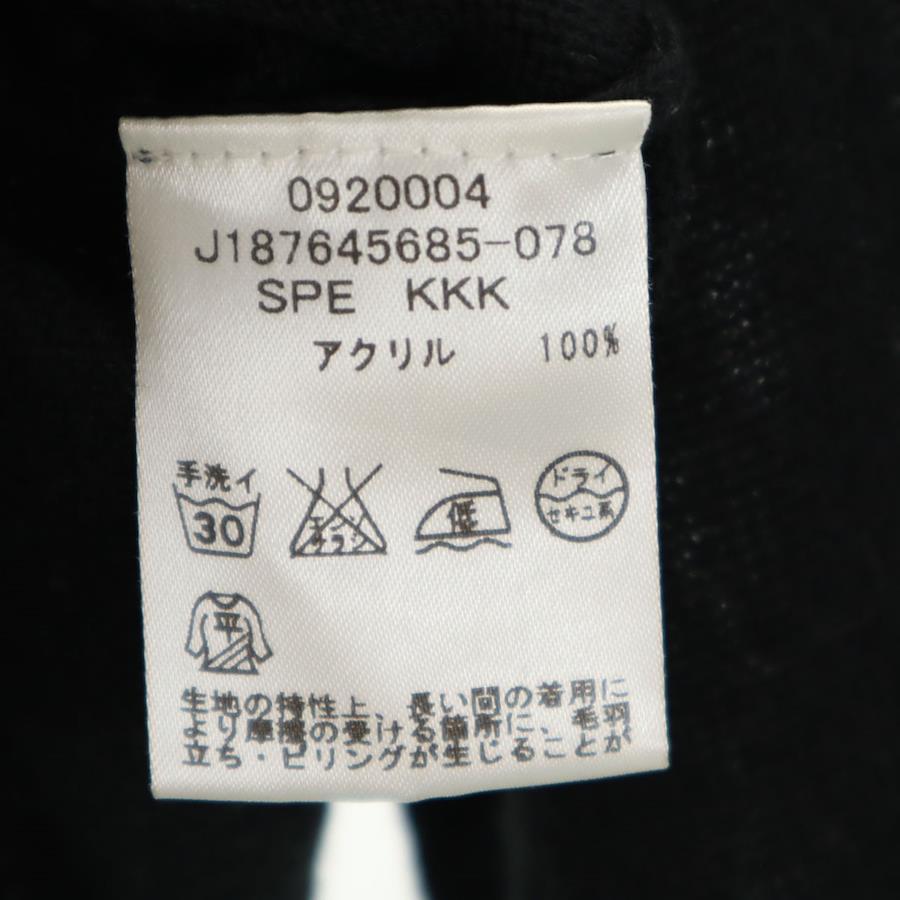 0920004
J187645685-078
SPE KKK
アクリル 100%
手洗イ
30
エンソ
サラシ
低
ドライ
セキユ系
平
生地の特性上、長い間の着用に
より摩擦の受ける箇所に、毛羽
立ち・ピリングが生じることが